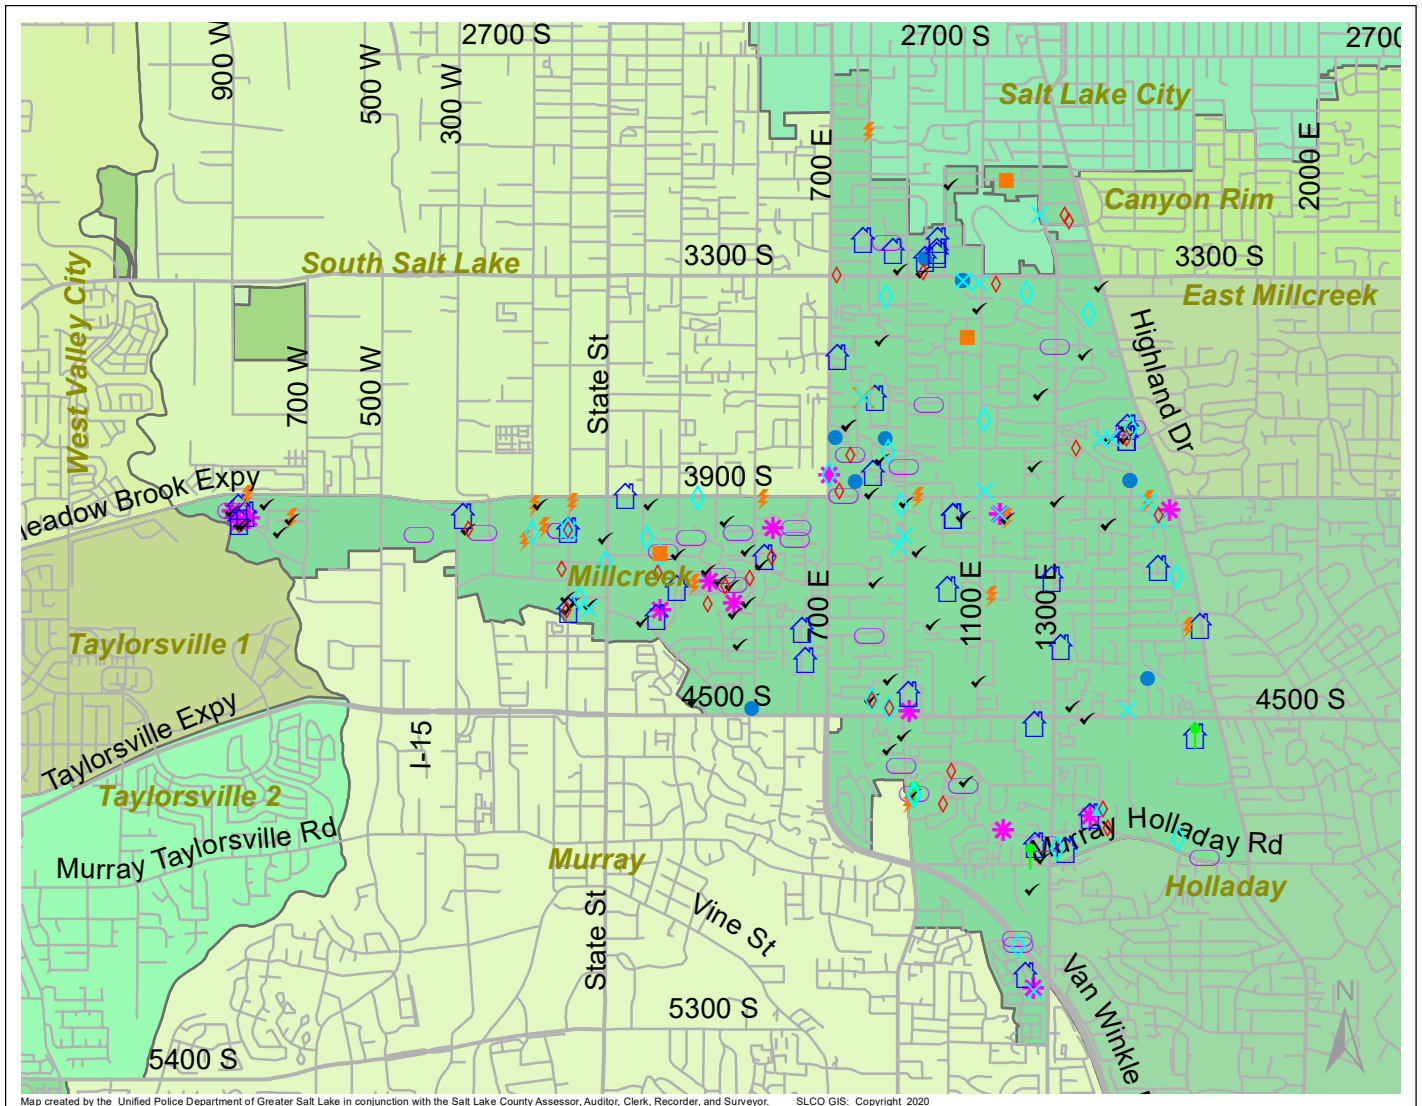 2700 S
2700 S
2700
900 W
500 W
300 W
700 E
2000 E
Salt Lake City
Canyon Rim
South Salt Lake
3300 S
3300 S
East Millcreek
West Valley City
700 W
500 W
State St
Highland Dr
3900 S
Meadow Brook Expy
Millcreek
700 E
1100 E
1300 E
Taylorsville 1
4500 S
4500 S
Taylorsville Expy
I-15
Taylorsville 2
Murray Taylorsville Rd
Murray
Murray Holladay Rd
Holladay
State St
Vine St
Van Winkle
5300 S
N
5400 S
Map created by the Unified Police Department of Greater Salt Lake in conjunction with the Salt Lake County Assessor, Auditor, Clerk, Recorder, and Surveyor. SLCO GIS: Copyright 2020